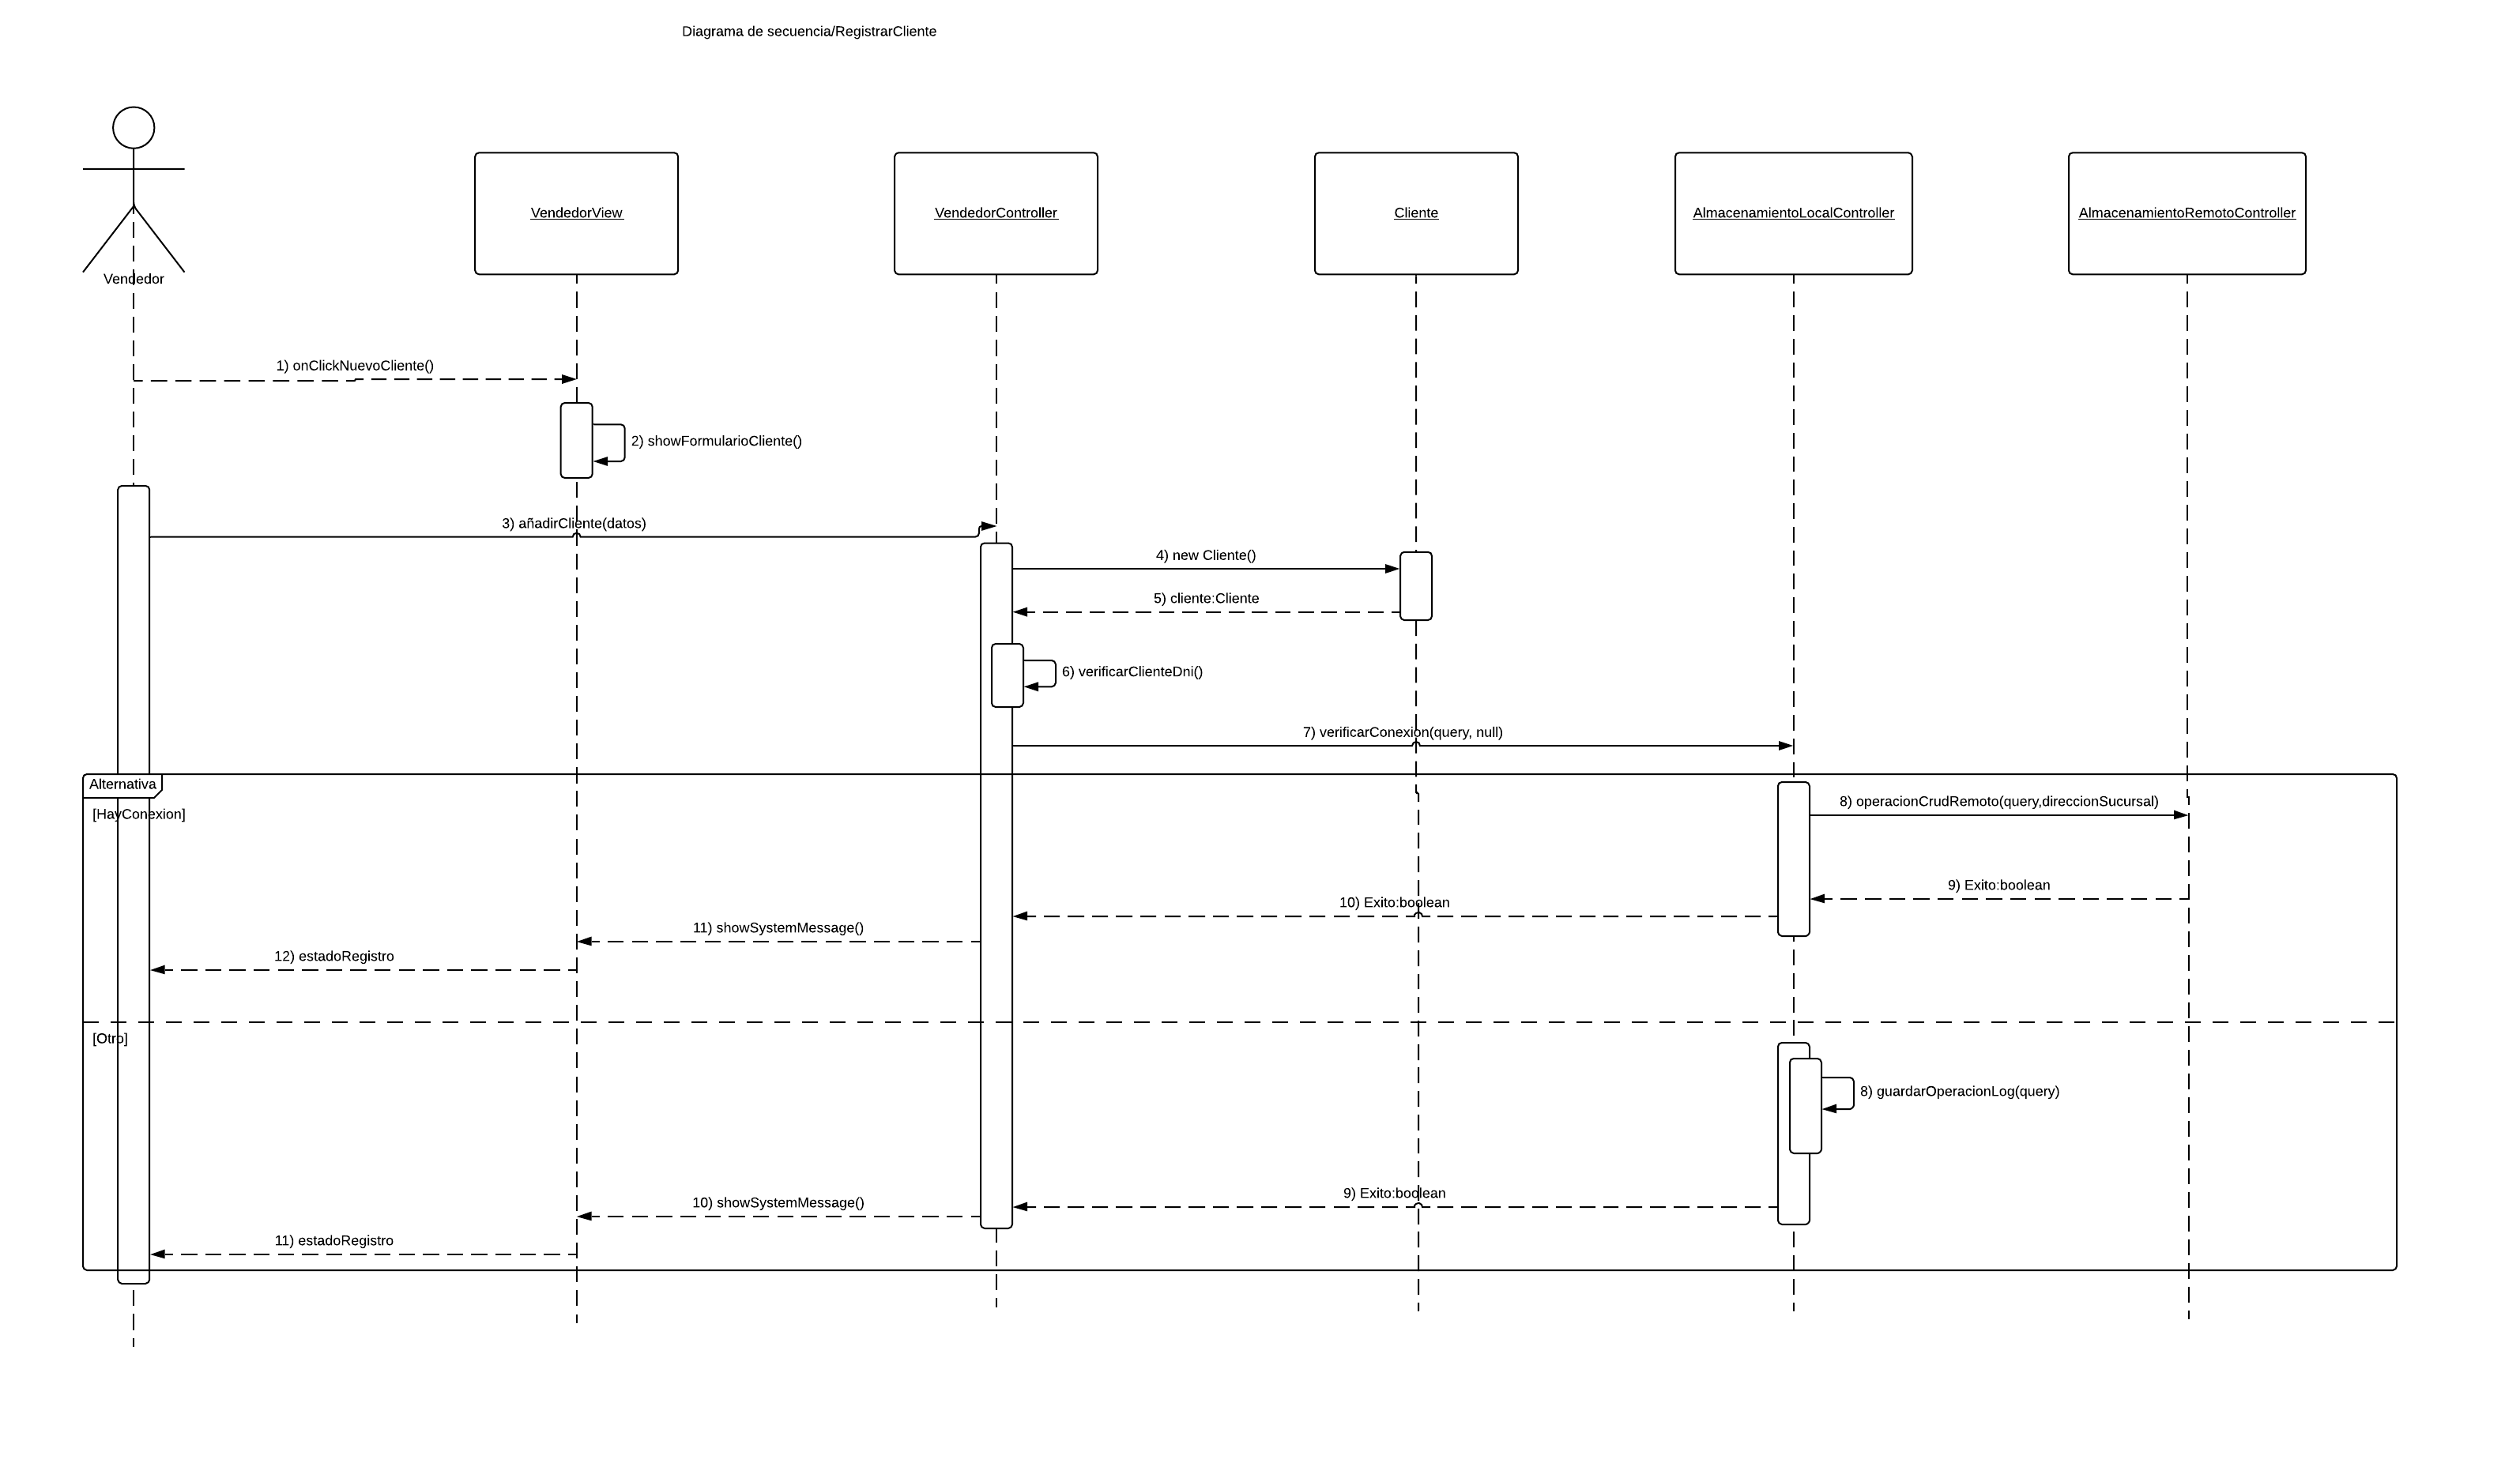 Diagrama de secuencia/RegistrarCliente
Vendedor
VendedorView
VendedorController
Cliente
AlmacenamientoLocalController
AlmacenamientoRemotoController
1) onClickNuevoCliente()
2) showFormularioCliente()
3) añadirCliente(datos)
4) new Cliente()
5) cliente:Cliente
6) verificarClienteDni()
7) verificarConexion(query, null)
Alternativa
[HayConexion]
8) operacionCrudRemoto(query,direccionSucursal)
9) Exito:boolean
10) Exito:boolean
11) showSystemMessage()
12) estadoRegistro
[Otro]
8) guardarOperacionLog(query)
9) Exito:boolean
10) showSystemMessage()
11) estadoRegistro